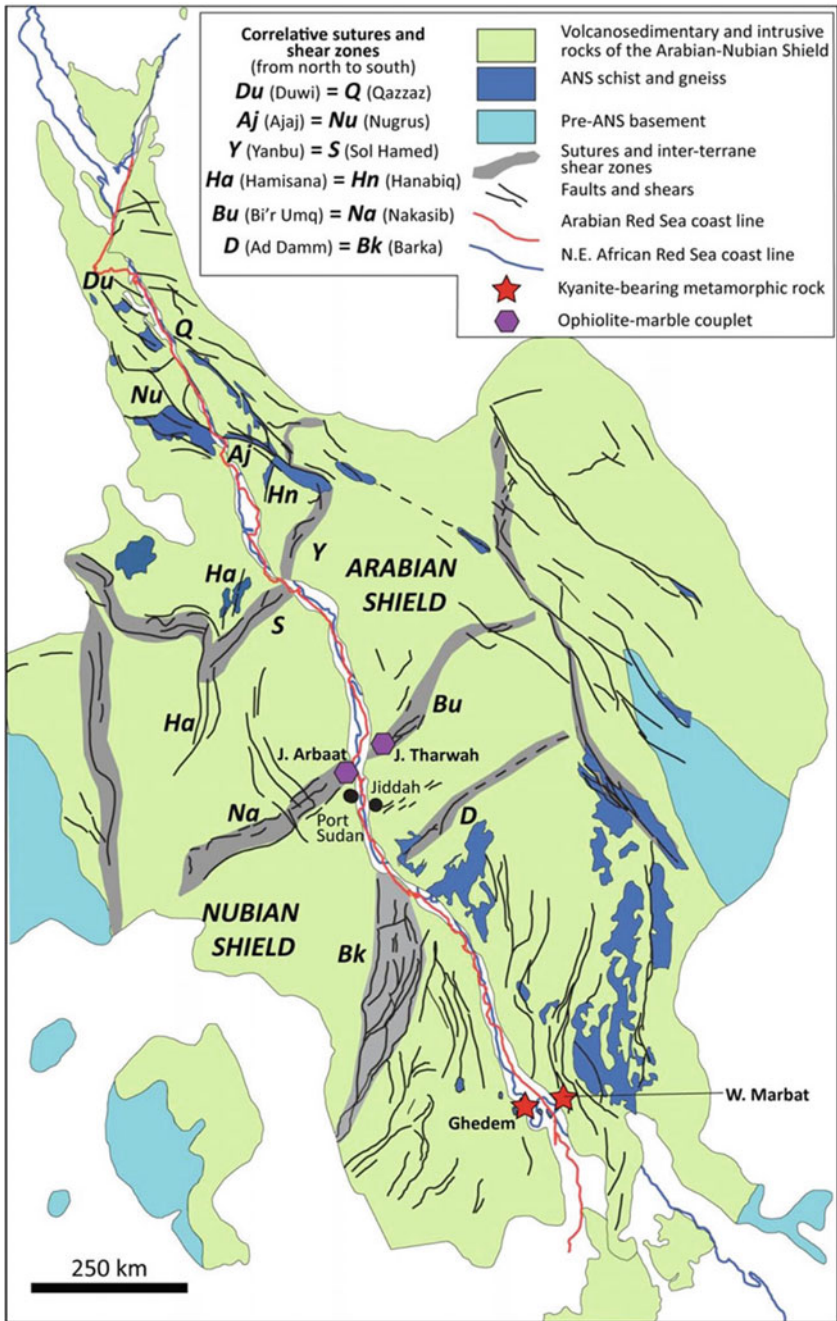 Correlative sutures and
shear zones
(from north to south)
Du (Duwi) = Q (Qazzaz)
Aj (Ajaj) = Nu (Nugrus)
Y (Yanbu) = S (Sol Hamed)
Ha (Hamisana) = Hn (Hanabiq)
Bu (Bi'r Umq) = Na (Nakasib)
D (Ad Damm) = Bk (Barka)
Volcanosedimentary and intrusive
rocks of the Arabian-Nubian Shield
ANS schist and gneiss
Pre-ANS basement
Sutures and inter-terrane
shear zones
Faults and shears
Arabian Red Sea coast line
N.E. African Red Sea coast line
Kyanite-bearing metamorphic rock
Ophiolite-marble couplet
Du
Q
Nu
Aj
Hn
Y
Ha
ARABIAN
SHIELD
S
Bu
Ha
J. Arbaat
J. Tharwah
Jiddah
Na
Port
Sudan
D
NUBIAN
SHIELD
Bk
W. Marbat
Ghedem
250 km